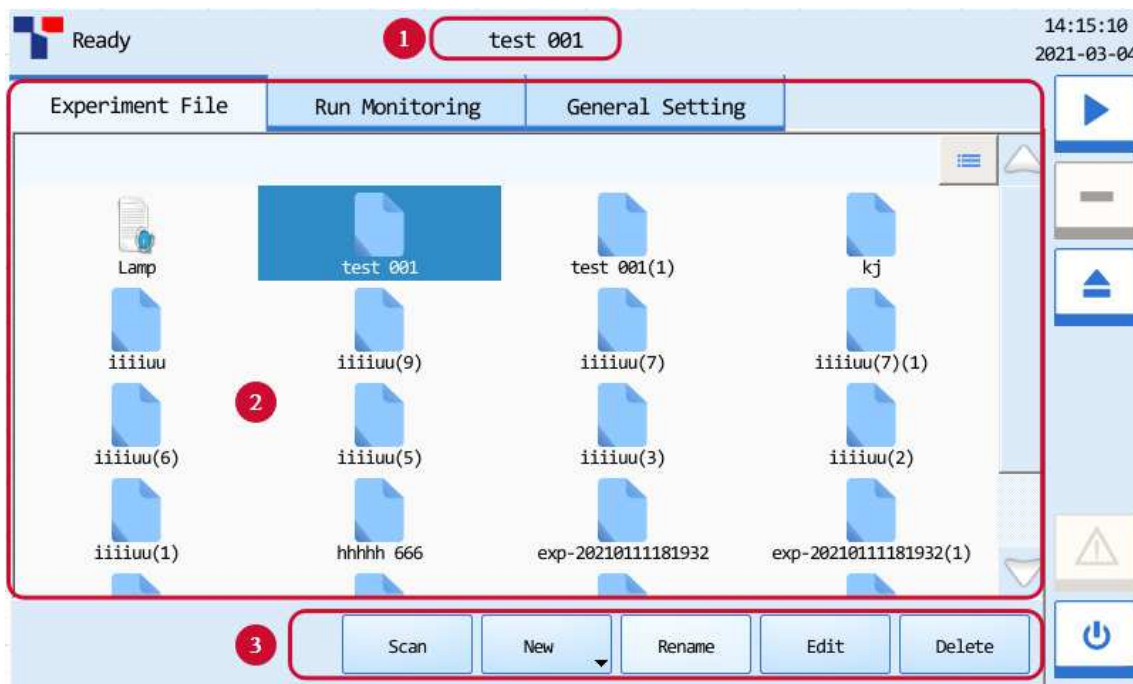 Ready
1
test 001
14:15:10
2021-03-04
Experiment File
Run Monitoring
General Setting
Lamp
test 001
test 001(1)
kj
iiiiuu
iiiiuu(9)
iiiiuu(7)
iiiiuu(7)(1)
2
iiiiuu(6)
iiiiuu(5)
iiiiuu(3)
iiiiuu(2)
iiiiuu(1)
hhhhh 666
exp-20210111181932
exp-20210111181932(1)
3
Scan
New
Rename
Edit
Delete